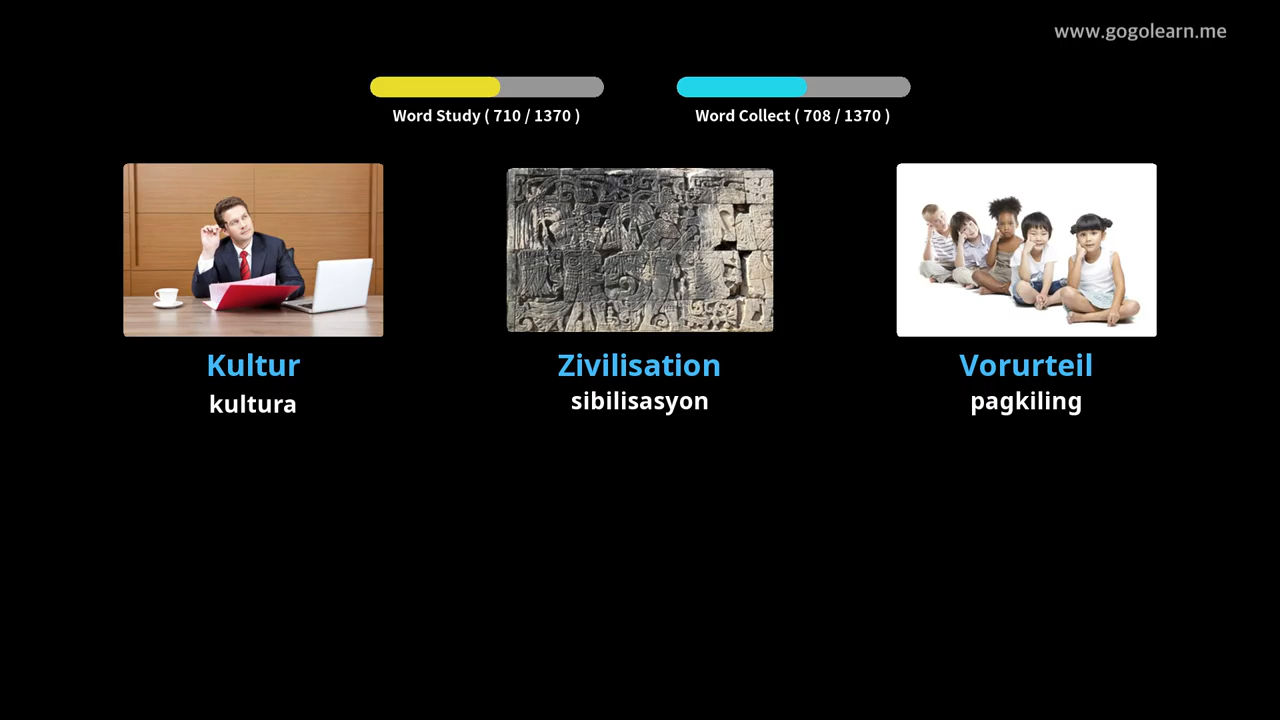 www.gogolearn.me
Word Study ( 710 / 1370 )
Word Collect ( 708 / 1370 )
Kultur
kultura
Zivilisation
sibilisasyon
Vorurteil
pagkiling